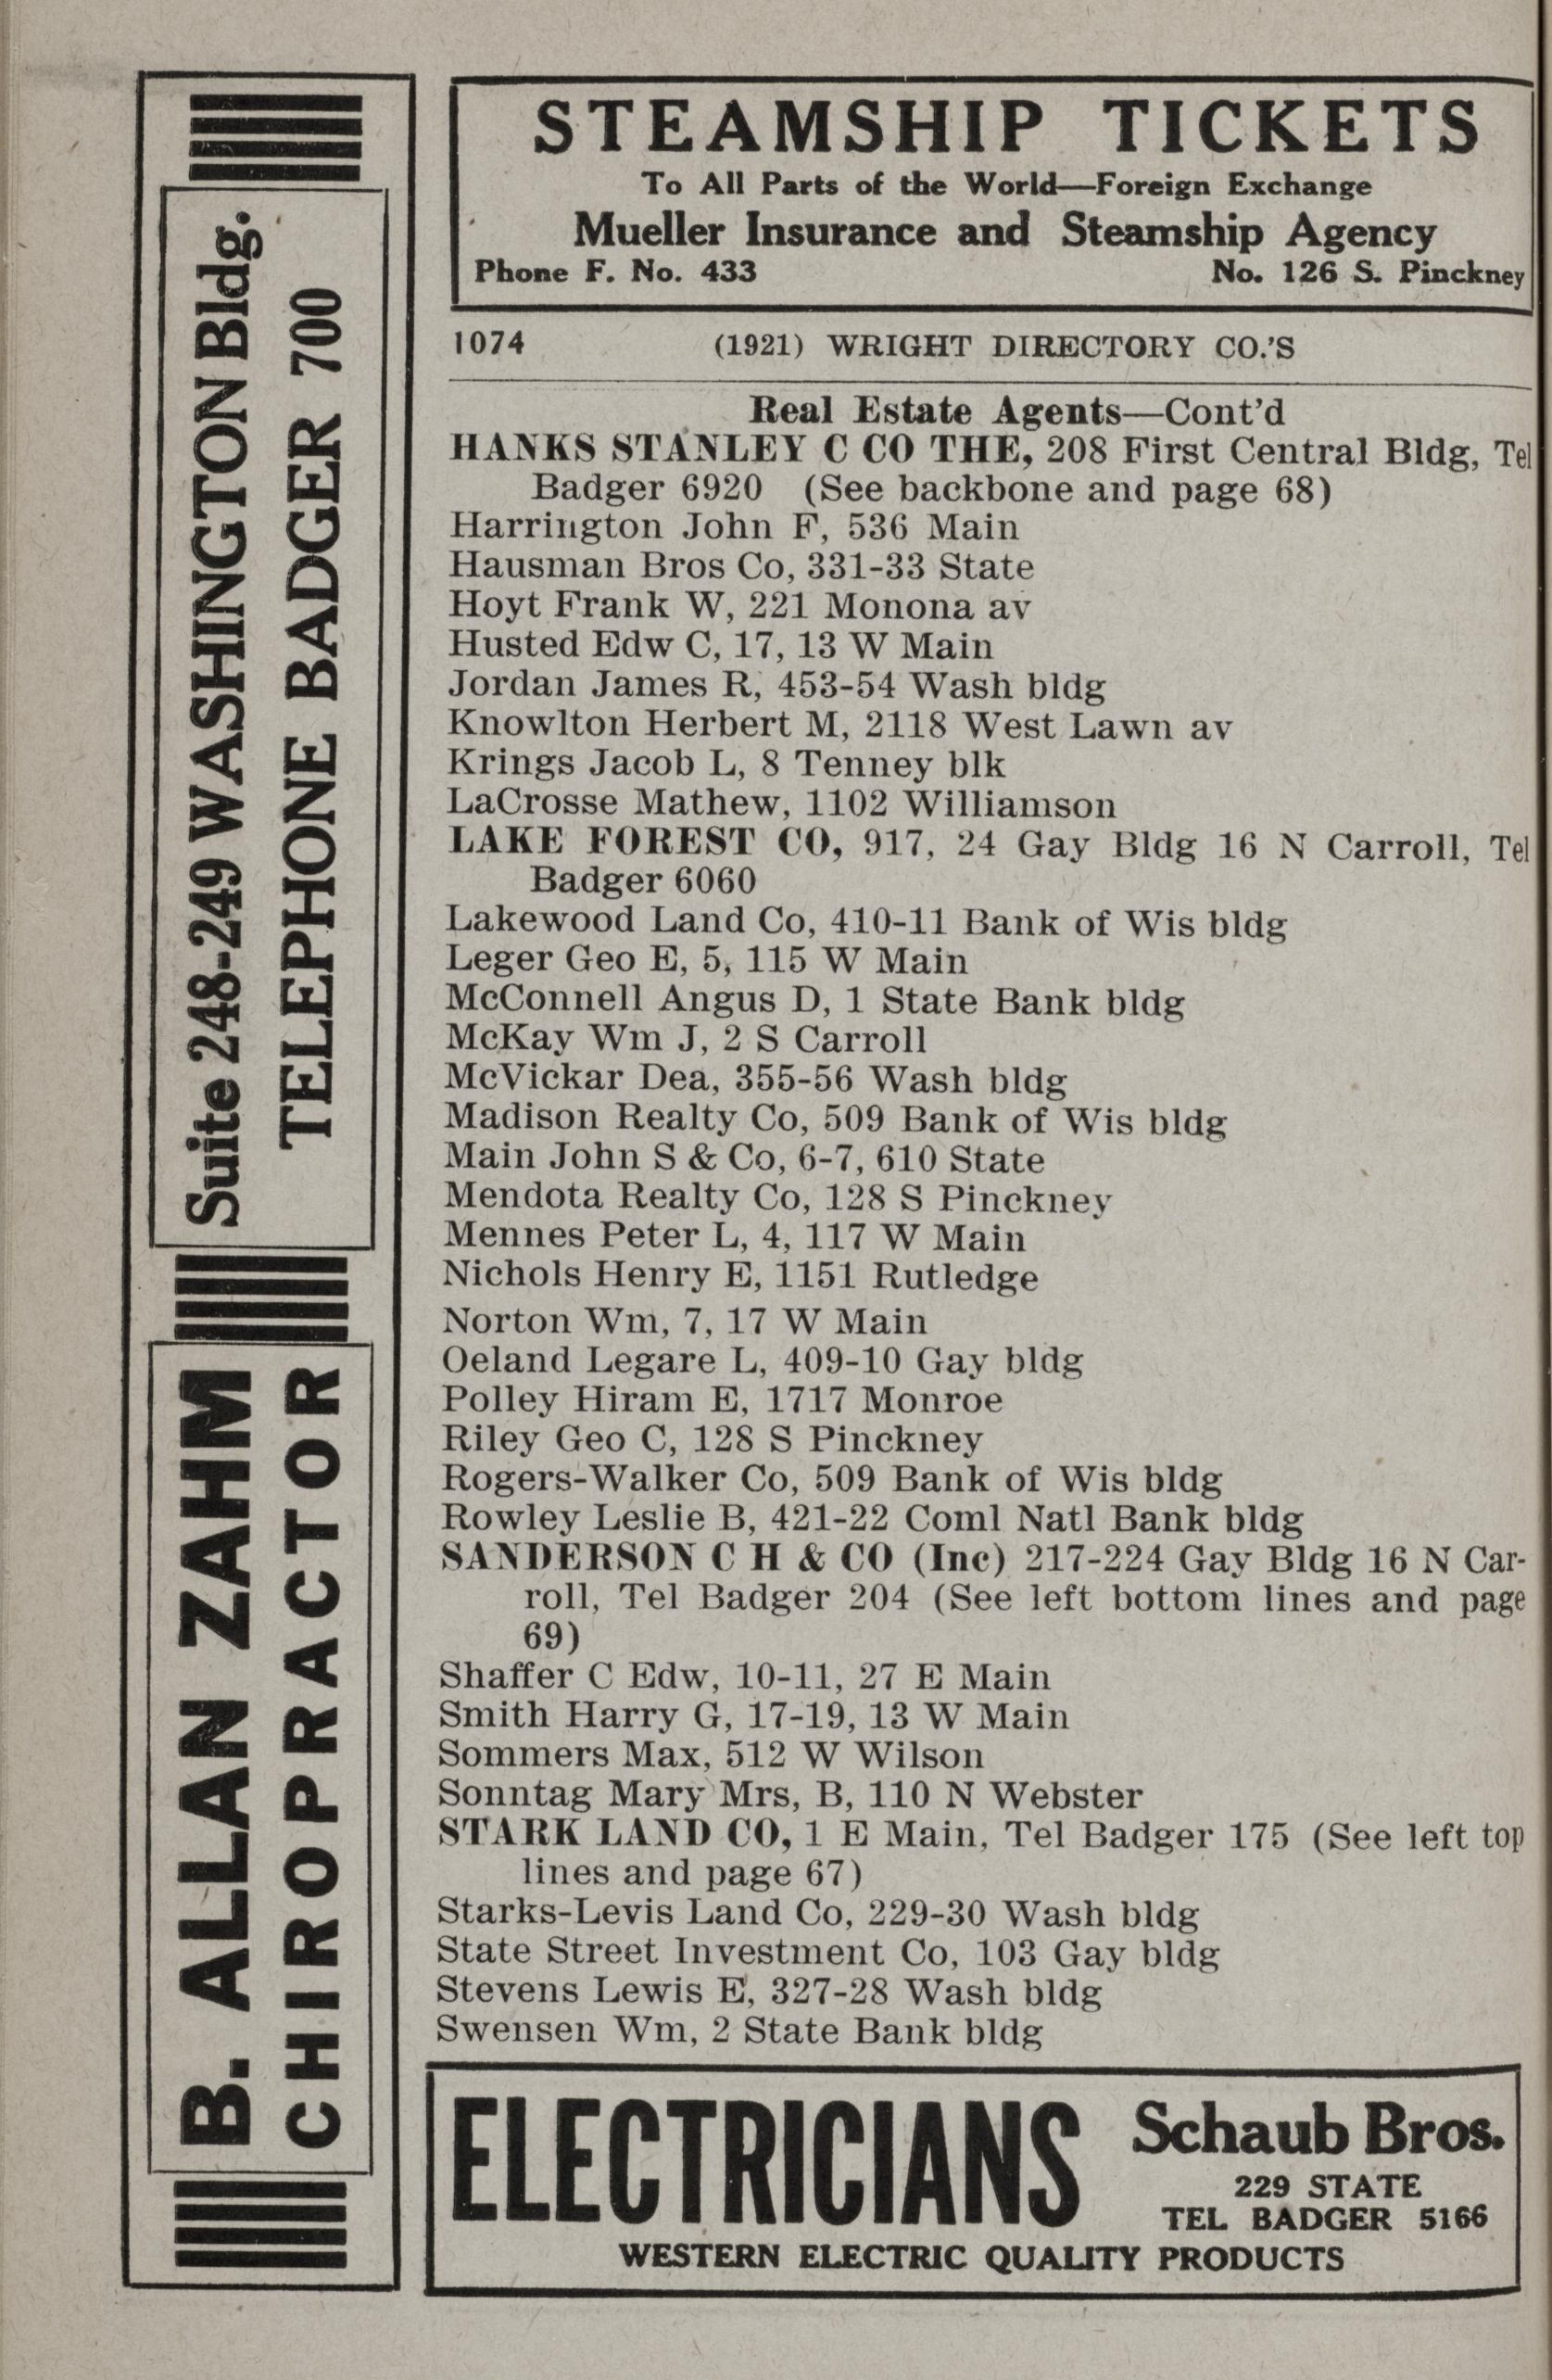 STEAMSHIP TICKETS
To All Parts of the World—Foreign Exchange
Mueller Insurance and Steamship Agency
Phone F. No. 433 No. 126 S. Pinckney
1074 (1921) WRIGHT DIRECTORY CO.'S
Real Estate Agents—Cont'd
HANKS STANLEY C CO THE, 208 First Central Bldg, Tel
Badger 6920 (See backbone and page 68)
Harrington John F, 536 Main
Hausman Bros Co, 331-33 State
Hoyt Frank W, 221 Monona av
Husted Edw C, 17, 13 W Main
Jordan James R, 453-54 Wash bldg
Knowlton Herbert M, 2118 West Lawn av
Krings Jacob L, 8 Tenney blk
LaCrosse Mathew, 1102 Williamson
LAKE FOREST CO, 917, 24 Gay Bldg 16 N Carroll, Tel
Badger 6060
Lakewood Land Co, 410-11 Bank of Wis bldg
Leger Geo E, 5, 115 W Main
McConnell Angus D, 1 State Bank bldg
McKay Wm J, 2 S Carroll
McVickar Dea, 355-56 Wash bldg
Madison Realty Co, 509 Bank of Wis bldg
Main John S & Co, 6-7, 610 State
Mendota Realty Co, 128 S Pinckney
Mennes Peter L, 4, 117 W Main
Nichols Henry E, 1151 Rutledge
Norton Wm, 7, 17 W Main
Oeland Legare L, 409-10 Gay bldg
Polley Hiram E, 1717 Monroe
Riley Geo C, 128 S Pinckney
Rogers-Walker Co, 509 Bank of Wis bldg
Rowley Leslie B, 421-22 Coml Natl Bank bldg
SANDERSON C H & CO (Inc) 217-224 Gay Bldg 16 N Car-
roll, Tel Badger 204 (See left bottom lines and page
69)
Shaffer C Edw, 10-11, 27 E Main
Smith Harry G, 17-19, 13 W Main
Sommers Max, 512 W Wilson
Sonntag Mary Mrs, B, 110 N Webster
STARK LAND CO, 1 E Main, Tel Badger 175 (See left top
lines and page 67)
Starks-Levis Land Co, 229-30 Wash bldg
State Street Investment Co, 103 Gay bldg
Stevens Lewis E, 327-28 Wash bldg
Swensen Wm, 2 State Bank bldg
ELECTRICIANS
Schaub Bros.
229 STATE
TEL BADGER 5166
WESTERN ELECTRIC QUALITY PRODUCTS
B. ALLAN ZAHM
CHIROPRACTOR
Suite 248-249 WASHINGTON Bldg.
TELEPHONE BADGER 700